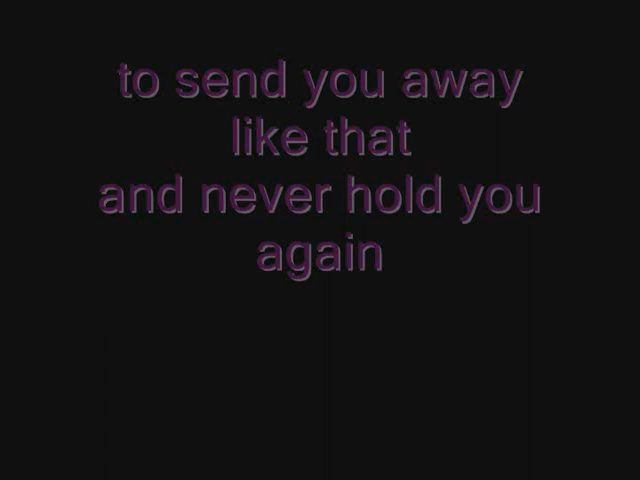 to send you away
like that
and never hold you
again